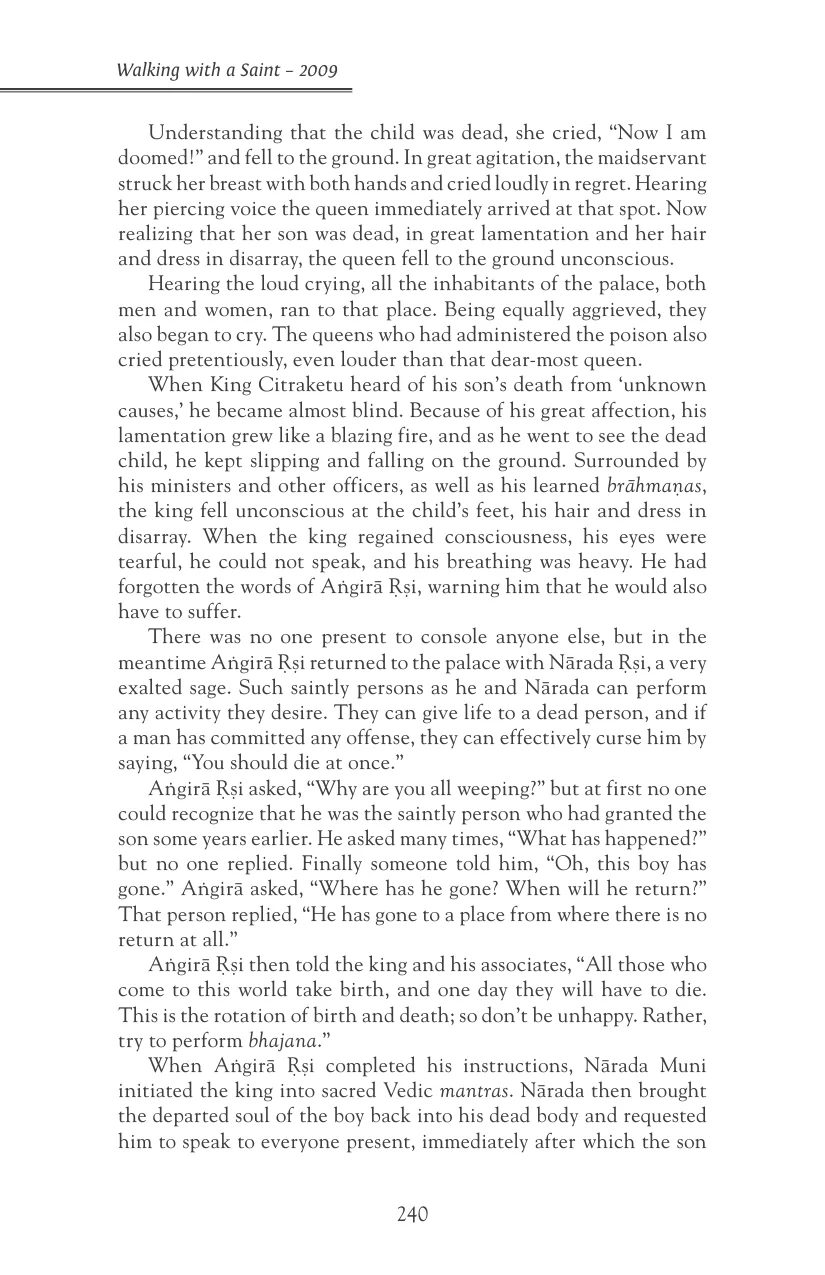 Walking with a Saint – 2009
Understanding that the child was dead, she cried, “Now I am
doomed!” and fell to the ground. In great agitation, the maidservant
struck her breast with both hands and cried loudly in regret. Hearing
her piercing voice the queen immediately arrived at that spot. Now
realizing that her son was dead, in great lamentation and her hair
and dress in disarray, the queen fell to the ground unconscious.
Hearing the loud crying, all the inhabitants of the palace, both
men and women, ran to that place. Being equally aggrieved, they
also began to cry. The queens who had administered the poison also
cried pretentiously, even louder than that dear-most queen.
When King Citraketu heard of his son’s death from ‘unknown
causes,’ he became almost blind. Because of his great affection, his
lamentation grew like a blazing fire, and as he went to see the dead
child, he kept slipping and falling on the ground. Surrounded by
his ministers and other officers, as well as his learned brāhmaṇas,
the king fell unconscious at the child’s feet, his hair and dress in
disarray. When the king regained consciousness, his eyes were
tearful, he could not speak, and his breathing was heavy. He had
forgotten the words of Aṅgirā Ṛṣi, warning him that he would also
have to suffer.
There was no one present to console anyone else, but in the
meantime Aṅgirā Ṛṣi returned to the palace with Nārada Ṛṣi, a very
exalted sage. Such saintly persons as he and Nārada can perform
any activity they desire. They can give life to a dead person, and if
a man has committed any offense, they can effectively curse him by
saying, “You should die at once.”
Aṅgirā Ṛṣi asked, “Why are you all weeping?” but at first no one
could recognize that he was the saintly person who had granted the
son some years earlier. He asked many times, “What has happened?”
but no one replied. Finally someone told him, “Oh, this boy has
gone.” Aṅgirā asked, “Where has he gone? When will he return?”
That person replied, “He has gone to a place from where there is no
return at all.”
Aṅgirā Ṛṣi then told the king and his associates, “All those who
come to this world take birth, and one day they will have to die.
This is the rotation of birth and death; so don’t be unhappy. Rather,
try to perform bhajana.”
When Aṅgirā Ṛṣi completed his instructions, Nārada Muni
initiated the king into sacred Vedic mantras. Nārada then brought
the departed soul of the boy back into his dead body and requested
him to speak to everyone present, immediately after which the son
240